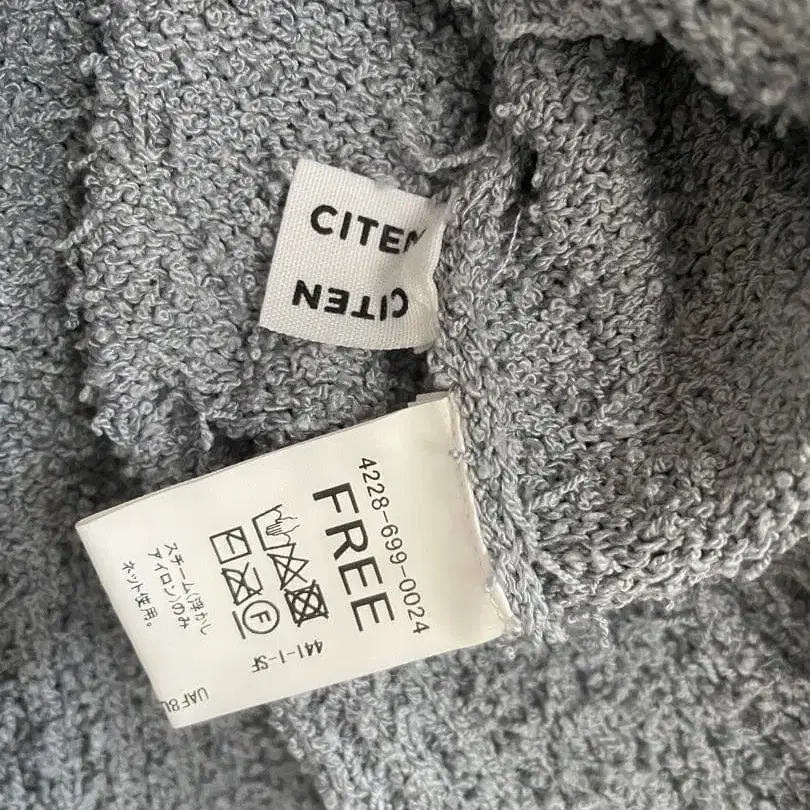 CITEN
CITEN
4228-699-0024
FREE
F
スチーム(浮かし
アイロン)のみ
ネット使用。
441-1-SF